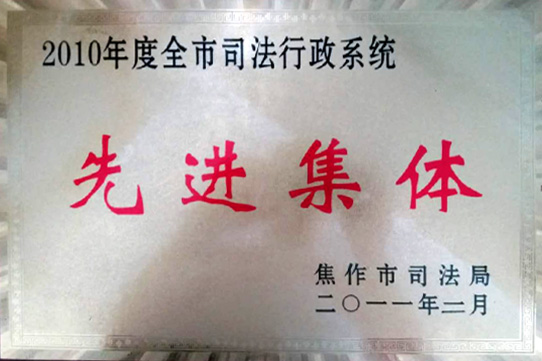 2010年度全市司法行政系统
先进集体
焦作市司法局
二〇一一年二月